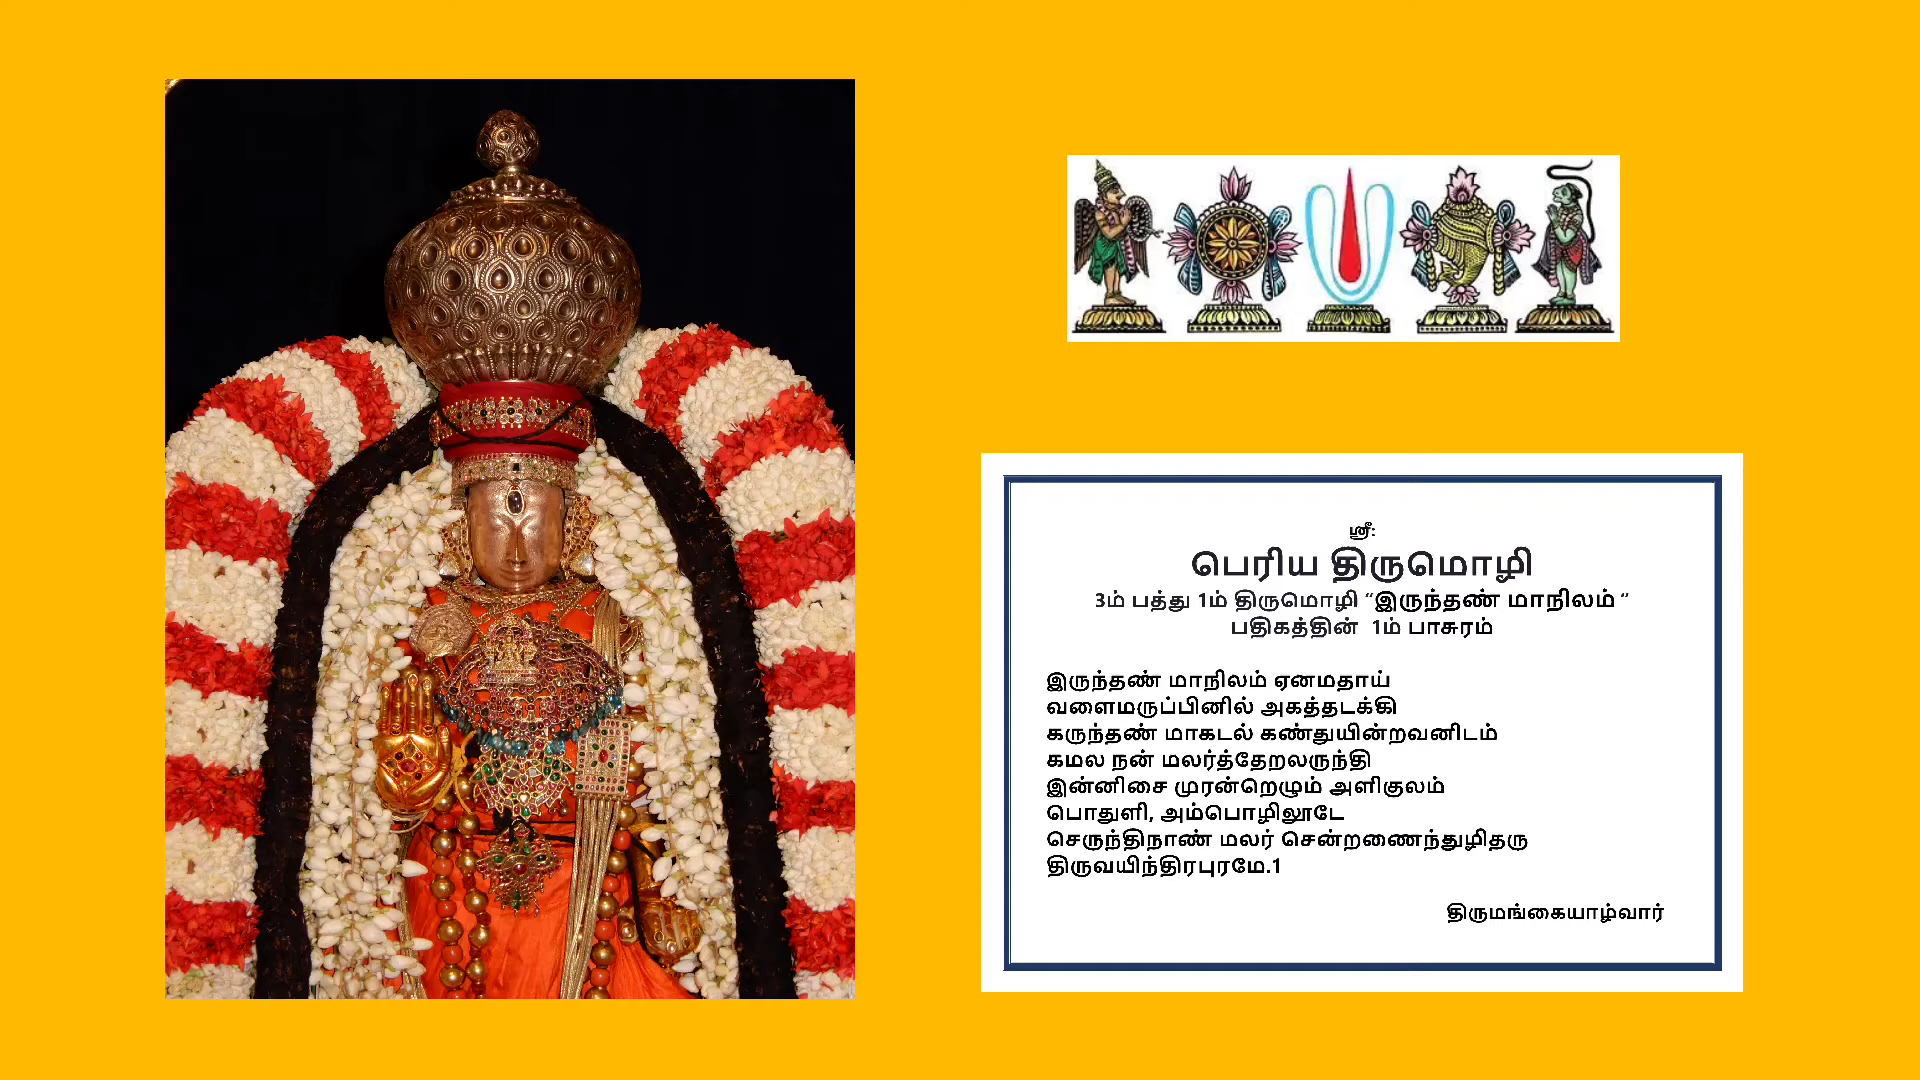 ஸ்ரீ:
பெரிய திருமொழி
3ம் பத்து 1ம் திருமொழி “இருந்தண் மாநிலம் “
பதிகத்தின் 1ம் பாசுரம்
இருந்தண் மாநிலம் ஏனமதாய்
வளைமருப்பினில் அகத்தடக்கி
கருந்தண் மாகடல் கண்துயின்றவனிடம்
கமல நன் மலர்த்தேறலருந்தி
இன்னிசை முரன்றெழும் அளிகுலம்
பொதுளி, அம்பொழிலூடே
செருந்திநாண் மலர் சென்றணைந்துழிதரு
திருவயிந்திரபுரமே.1
திருமங்கையாழ்வார்